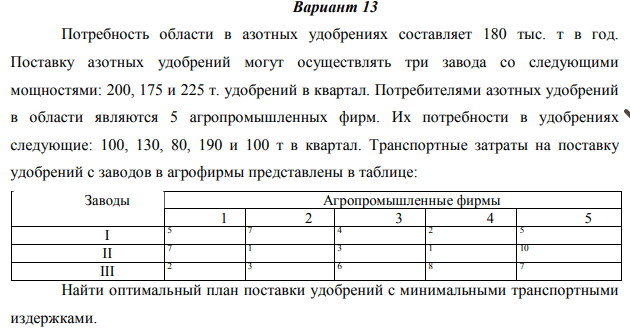 Вариант 13
Потребность области в азотных удобрениях составляет 180 тыс. т в год.
Поставку азотных удобрений могут осуществлять три завода со следующими
мощностями: 200, 175 и 225 т. удобрений в квартал. Потребителями азотных удобрений
в области являются 5 агропромышленных фирм. Их потребности в удобрениях
следующие: 100, 130, 80, 190 и 100 т в квартал. Транспортные затраты на поставку
удобрений с заводов в агрофирмы представлены в таблице:
Заводы Агропромышленные фирмы
1 2 3 4 5
I 5 7 4 2 5
II 7 1 3 1 10
III 2 3 6 8 7
Найти оптимальный план поставки удобрений с минимальными транспортными
издержками.